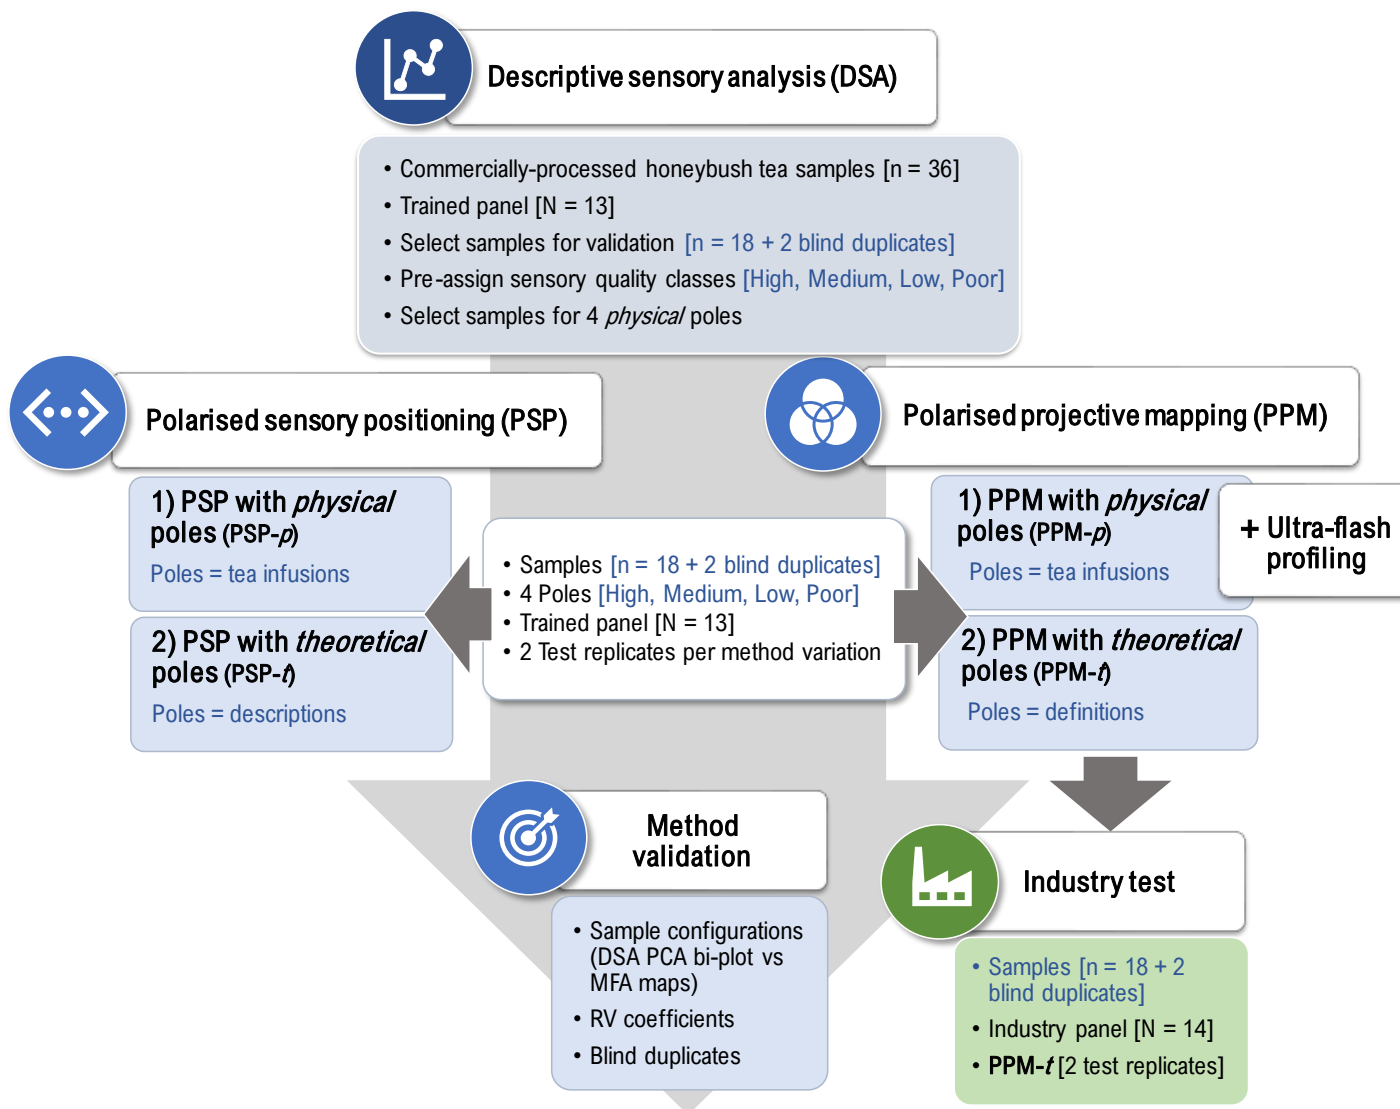 Descriptive sensory analysis (DSA)
• Commercially-processed honeybush tea samples [n = 36]
• Trained panel [N = 13]
• Select samples for validation [n = 18 + 2 blind duplicates]
• Pre-assign sensory quality classes [High, Medium, Low, Poor]
• Select samples for 4 physical poles
Polarised sensory positioning (PSP)
1) PSP with physical
poles (PSP-p)
Poles = tea infusions
2) PSP with theoretical
poles (PSP-t)
Poles = descriptions
• Samples [n = 18 + 2 blind duplicates]
• 4 Poles [High, Medium, Low, Poor]
• Trained panel [N = 13]
• 2 Test replicates per method variation
Polarised projective mapping (PPM)
1) PPM with physical
poles (PPM-p)
Poles = tea infusions
+ Ultra-flash
profiling
2) PPM with theoretical
poles (PPM-t)
Poles = definitions
Method
validation
• Sample configurations
(DSA PCA bi-plot vs
MFA maps)
• RV coefficients
• Blind duplicates
Industry test
• Samples [n = 18 + 2
blind duplicates]
• Industry panel [N = 14]
• PPM-t [2 test replicates]